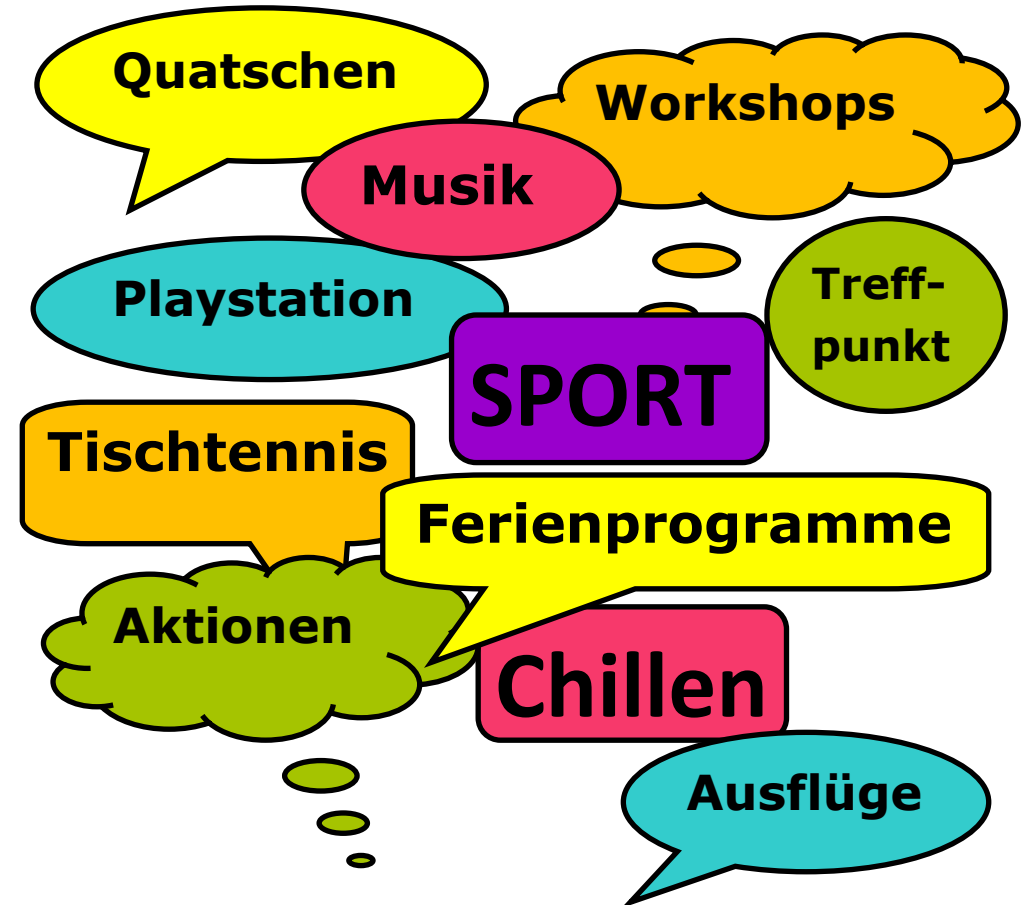 Quatschen
Workshops
Musik
Playstation
Treff-
punkt
SPORT
Tischtennis
Ferienprogramme
Aktionen
Chillen
Ausflüge